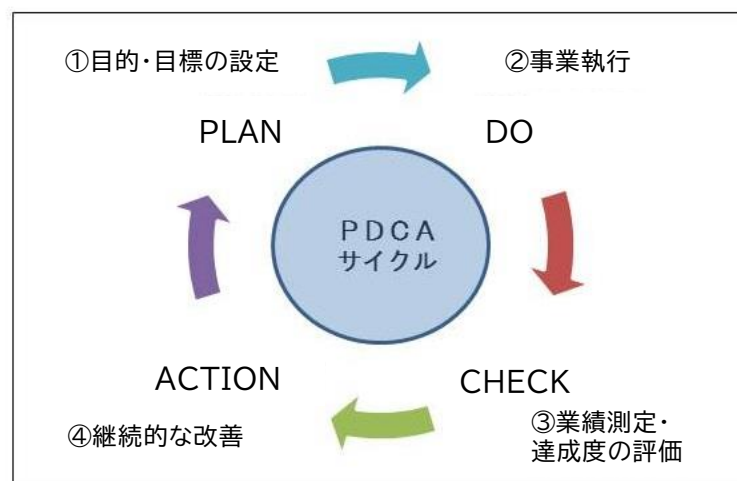 ①目的・目標の設定
②事業執行
PLAN
DO
ＰＤＣＡ
サイクル
ACTION
CHECK
④継続的な改善
③業績測定・
達成度の評価